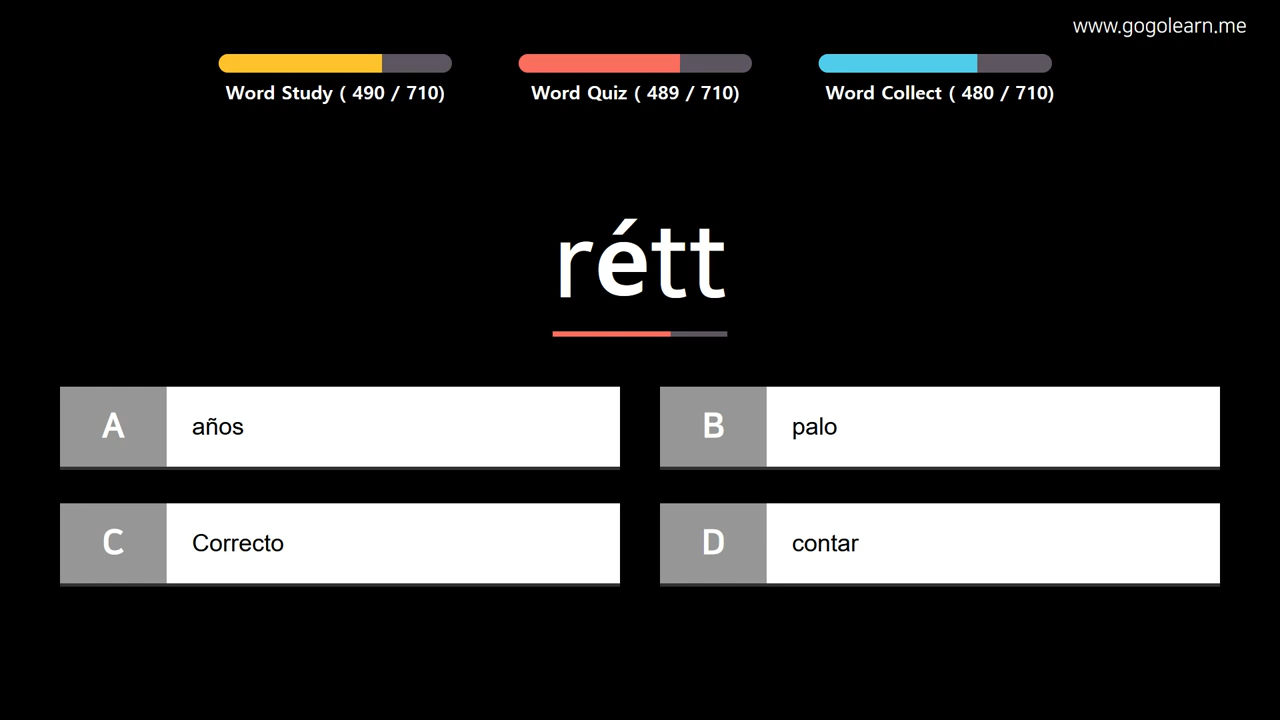 www.gogolearn.me
Word Study ( 490 / 710)
Word Quiz ( 489 / 710)
Word Collect ( 480 / 710)
rétt
A años
B palo
C Correcto
D contar